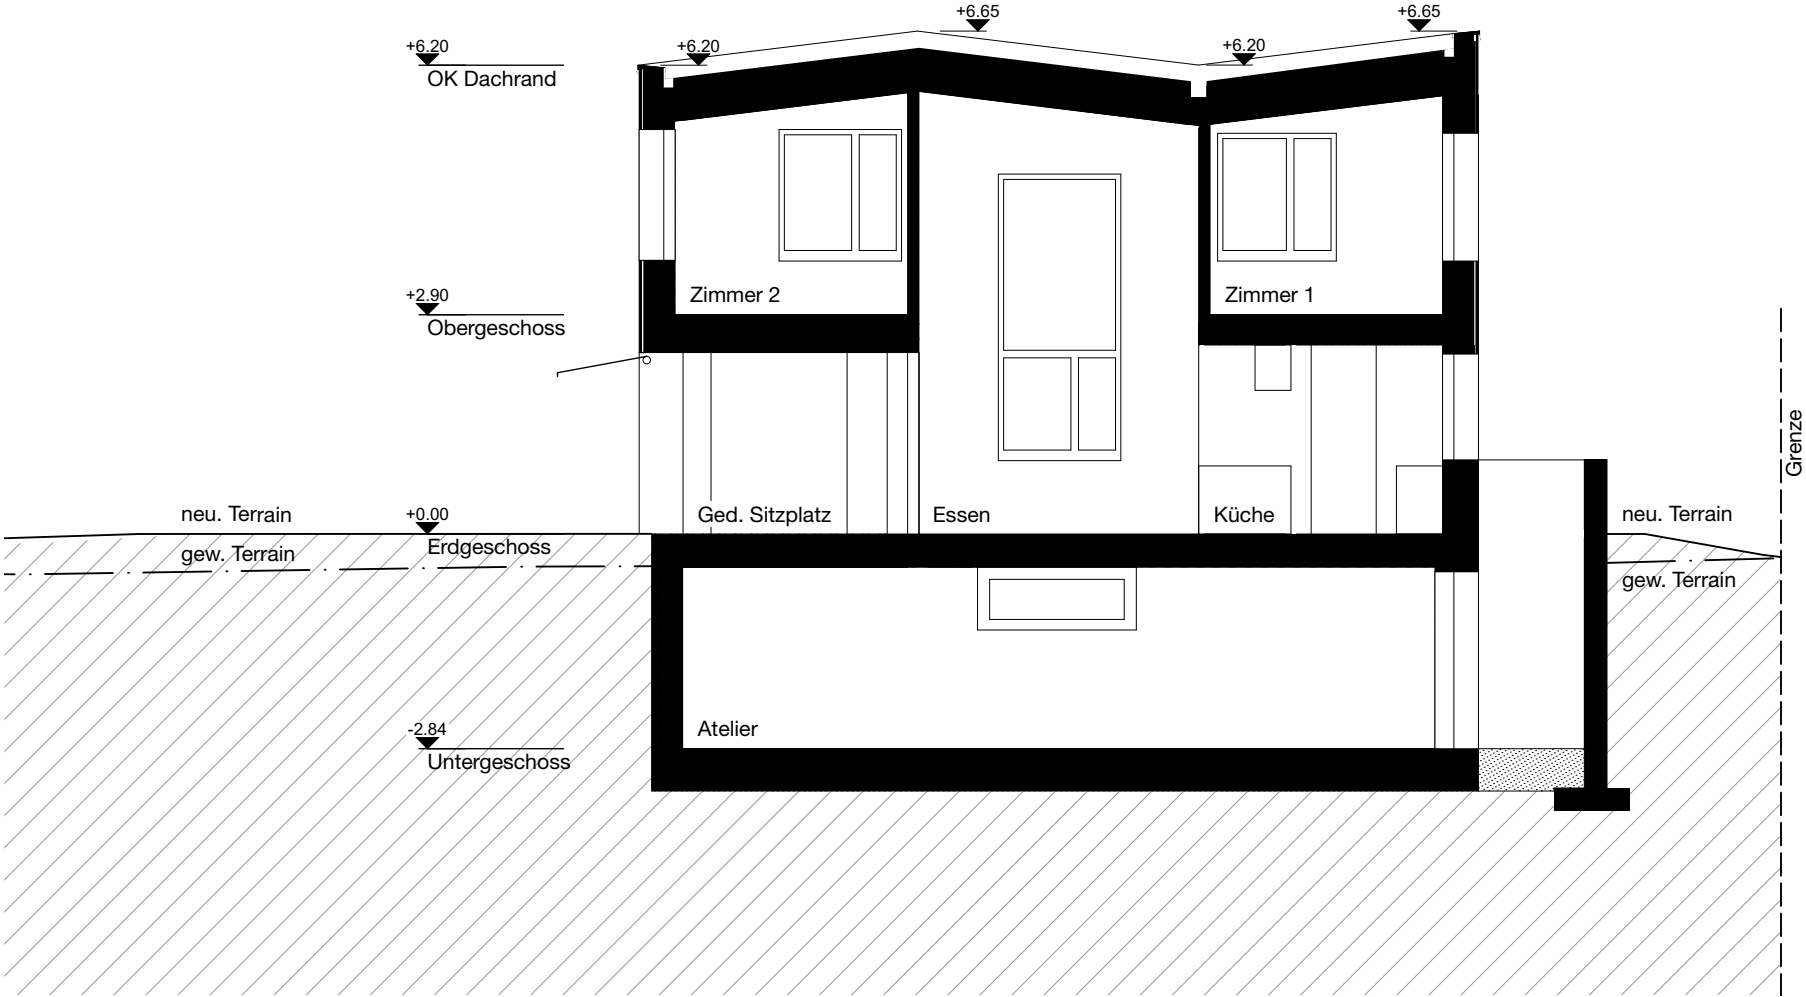 +6.65
+6.65
+6.20
+6.20
+6.20
OK Dachrand
+2.90
Zimmer 2
Zimmer 1
Obergeschoss
Grenze
neu. Terrain
+0.00
Ged. Sitzplatz
Essen
Küche
neu. Terrain
gew. Terrain
Erdgeschoss
gew. Terrain
-2.84
Atelier
Untergeschoss